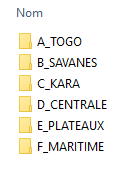 Nom
A_TOGO
B_SAVANES
C_KARA
D_CENTRALE
E_PLATEAUX
F_MARITIME